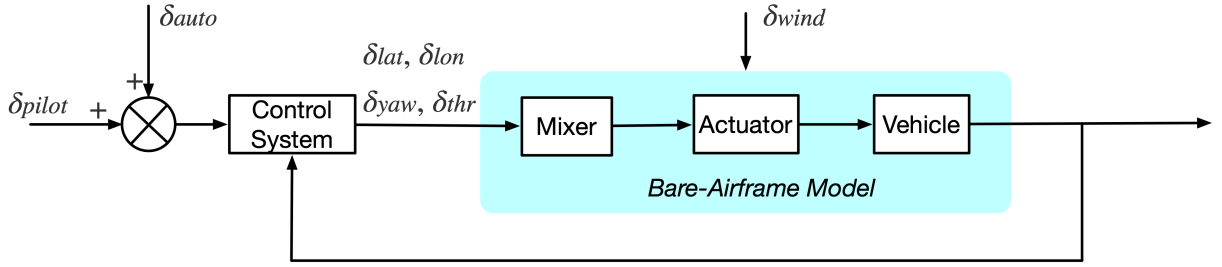 δauto
δwind
δlat, δlon
+
δpilot
+
Control
System
δyaw, δthr
Mixer
Actuator
Vehicle
Bare-Airframe Model